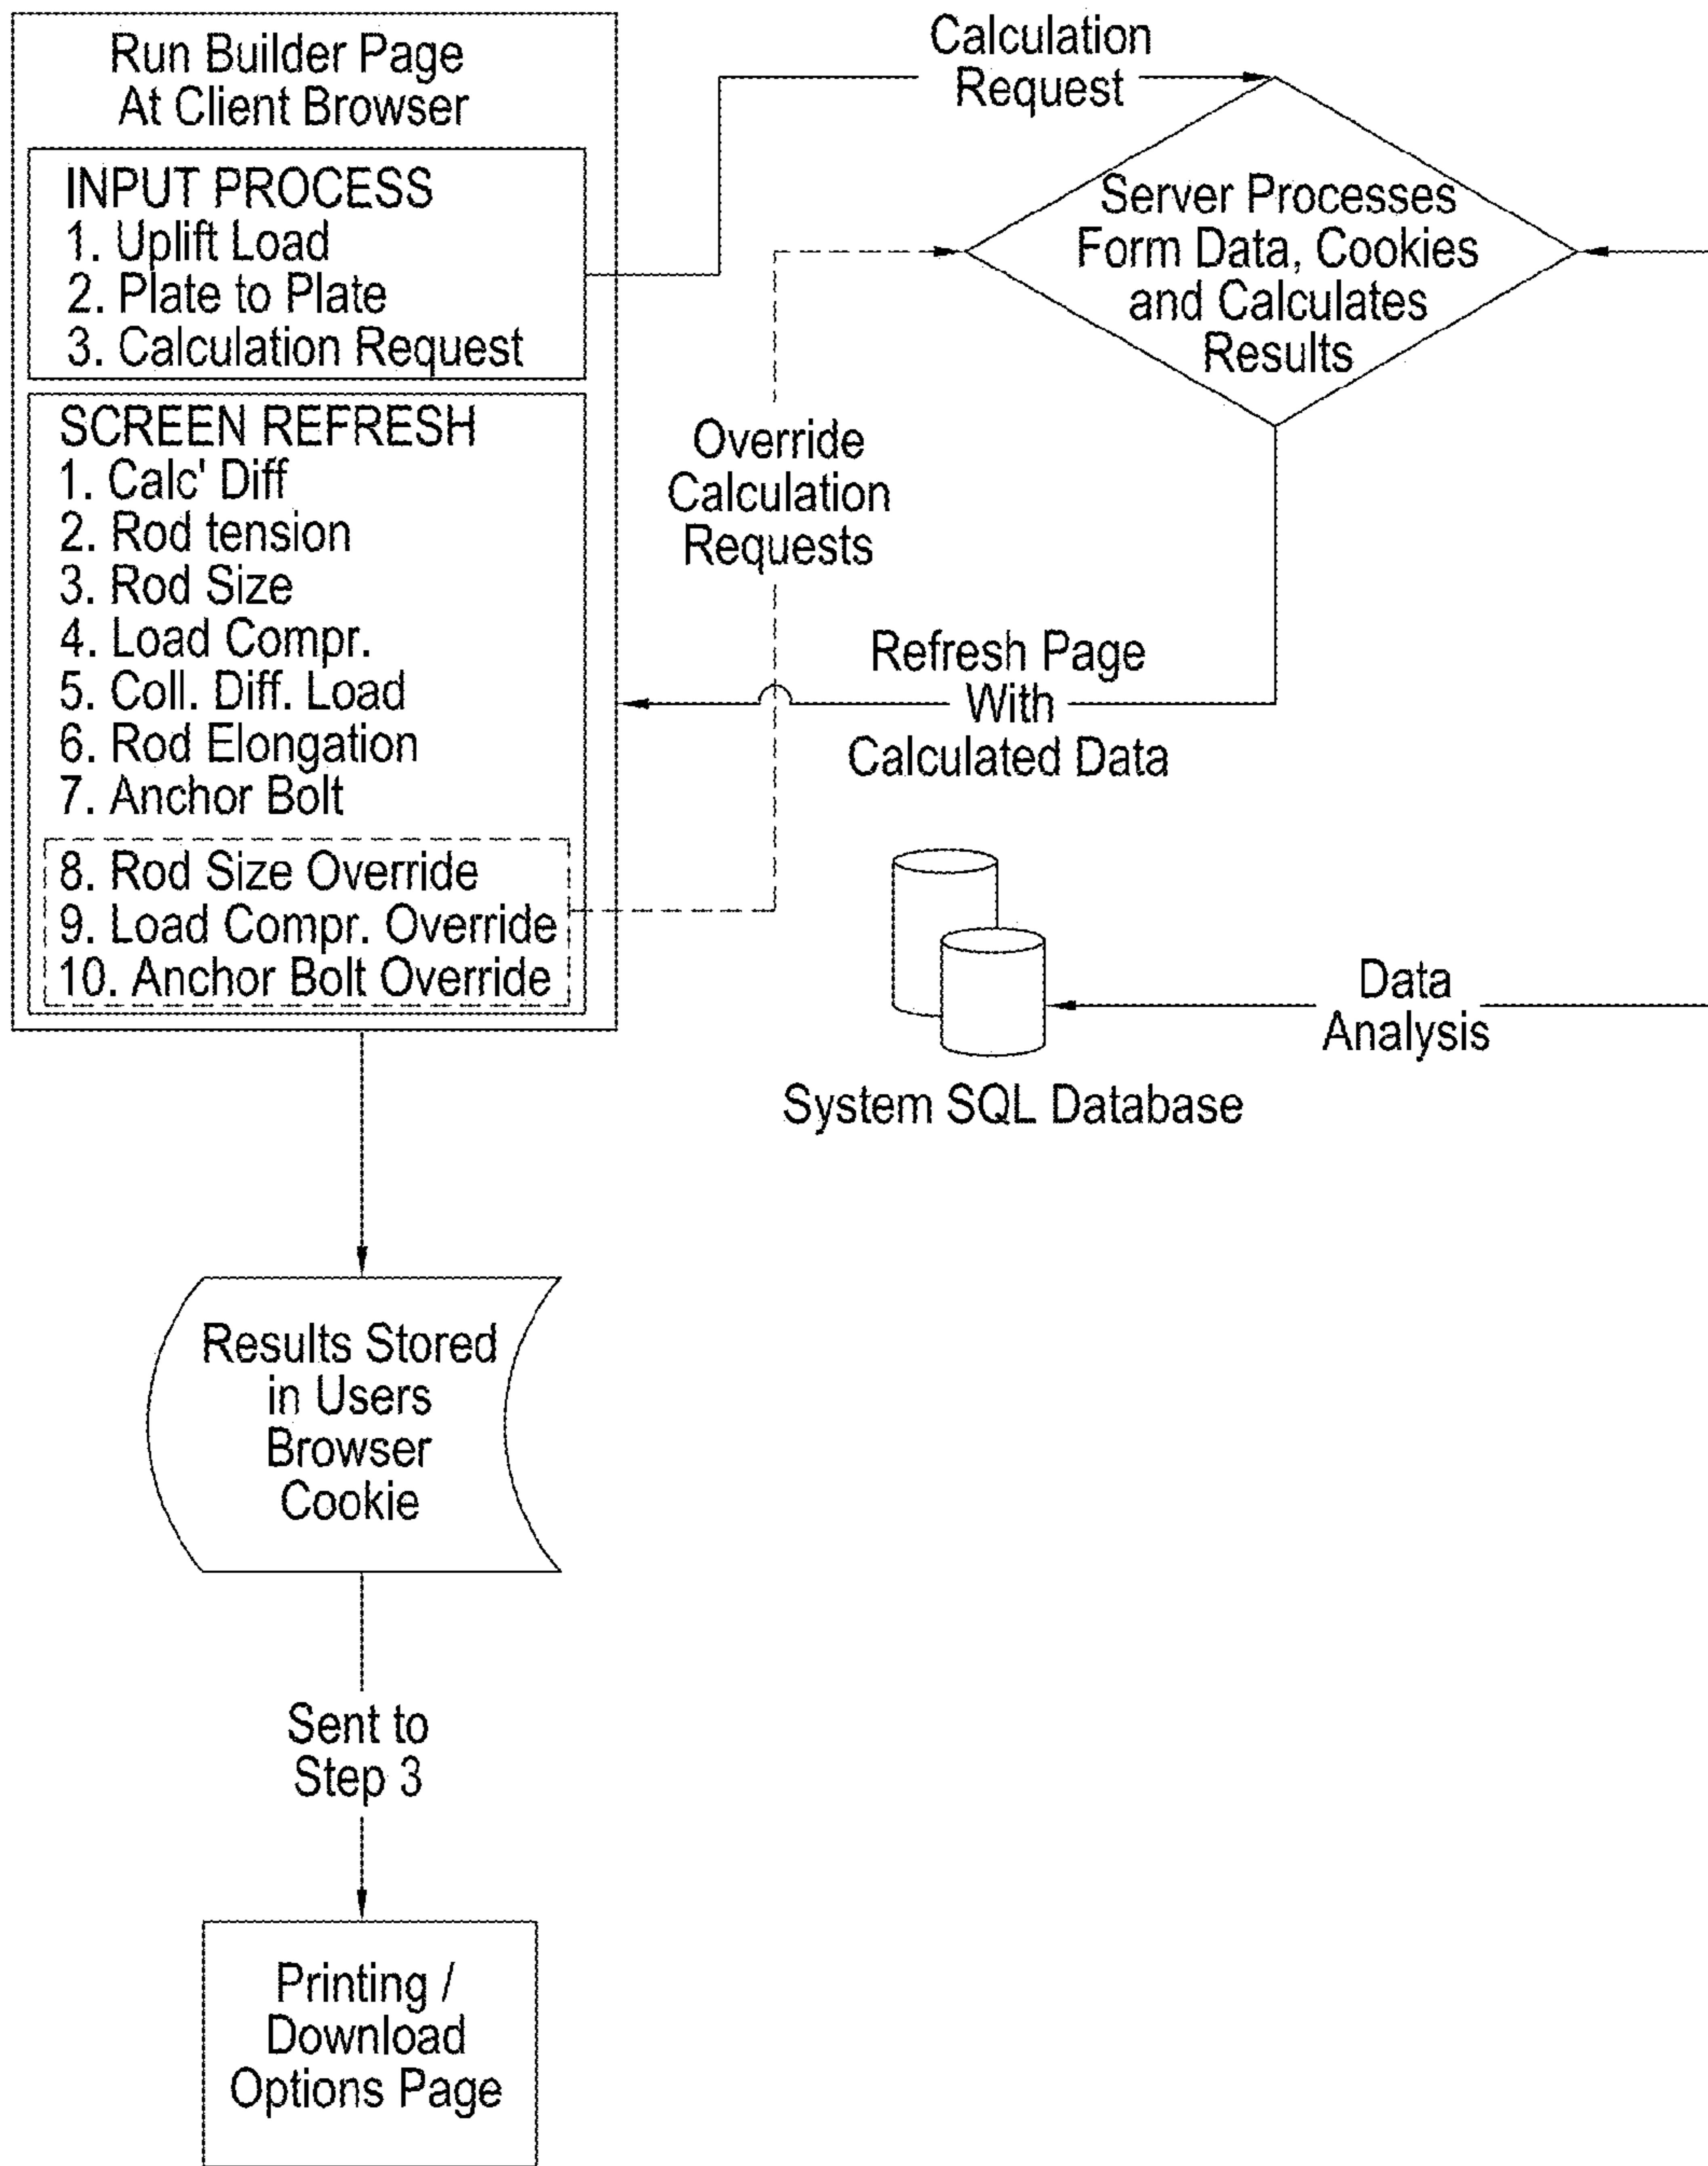 Run Builder Page
At Client Browser
INPUT PROCESS
1. Uplift Load
2. Plate to Plate
3. Calculation Request
SCREEN REFRESH
1. Calc' Diff
2. Rod tension
3. Rod Size
4. Load Compr.
5. Coll. Diff. Load
6. Rod Elongation
7. Anchor Bolt
8. Rod Size Override
9. Load Compr. Override
10. Anchor Bolt Override
Calculation
Request
Server Processes
Form Data, Cookies
and Calculates
Results
Override
Calculation
Requests
Refresh Page
With
Calculated Data
Data
Analysis
System SQL Database
Results Stored
in Users
Browser
Cookie
Sent to
Step 3
Printing /
Download
Options Page